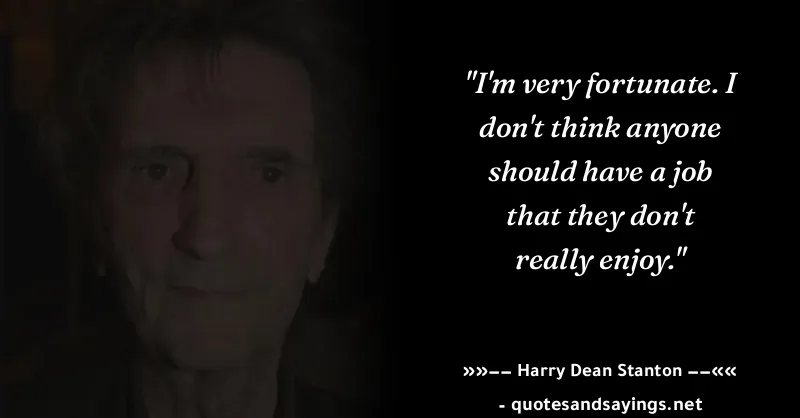 "I'm very fortunate. I
don't think anyone
should have a job
that they don't
really enjoy."
»»−− Harry Dean Stanton −−««
- quotesandsayings.net